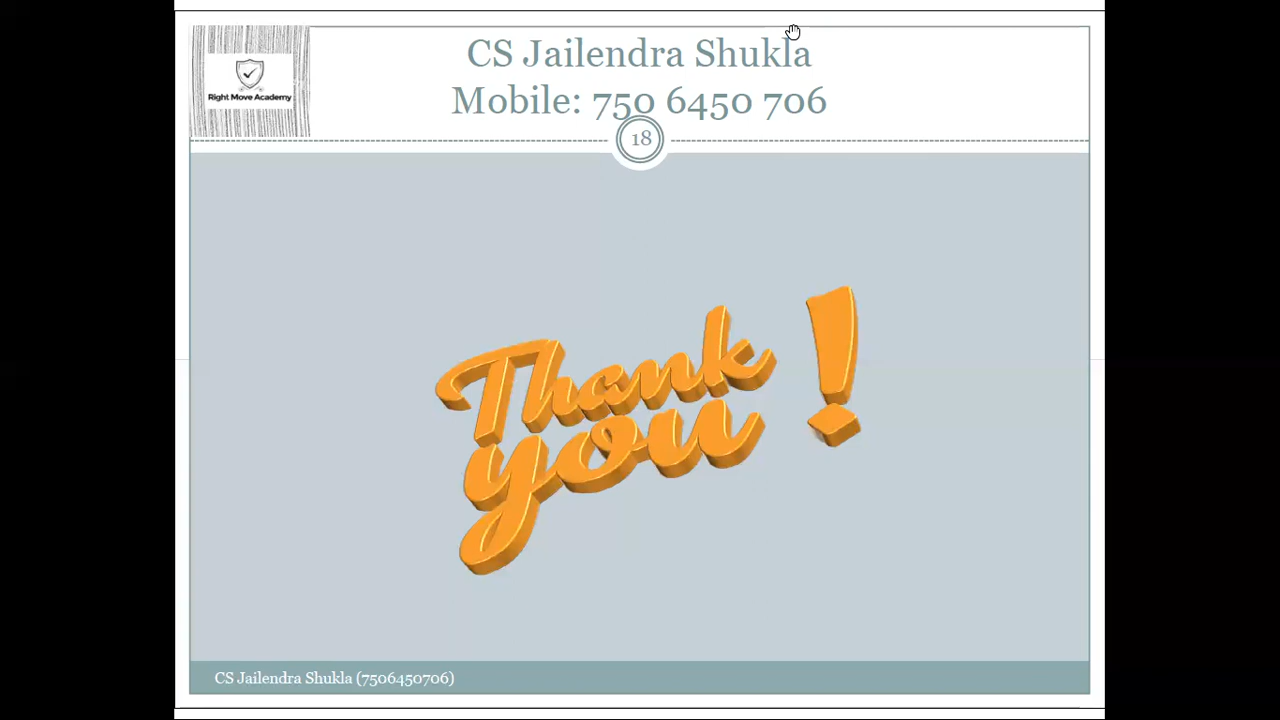 CS Jailendra Shukla
Mobile: 750 6450 706
Right Move Academy
18
Thank
you !
CS Jailendra Shukla (7506450706)